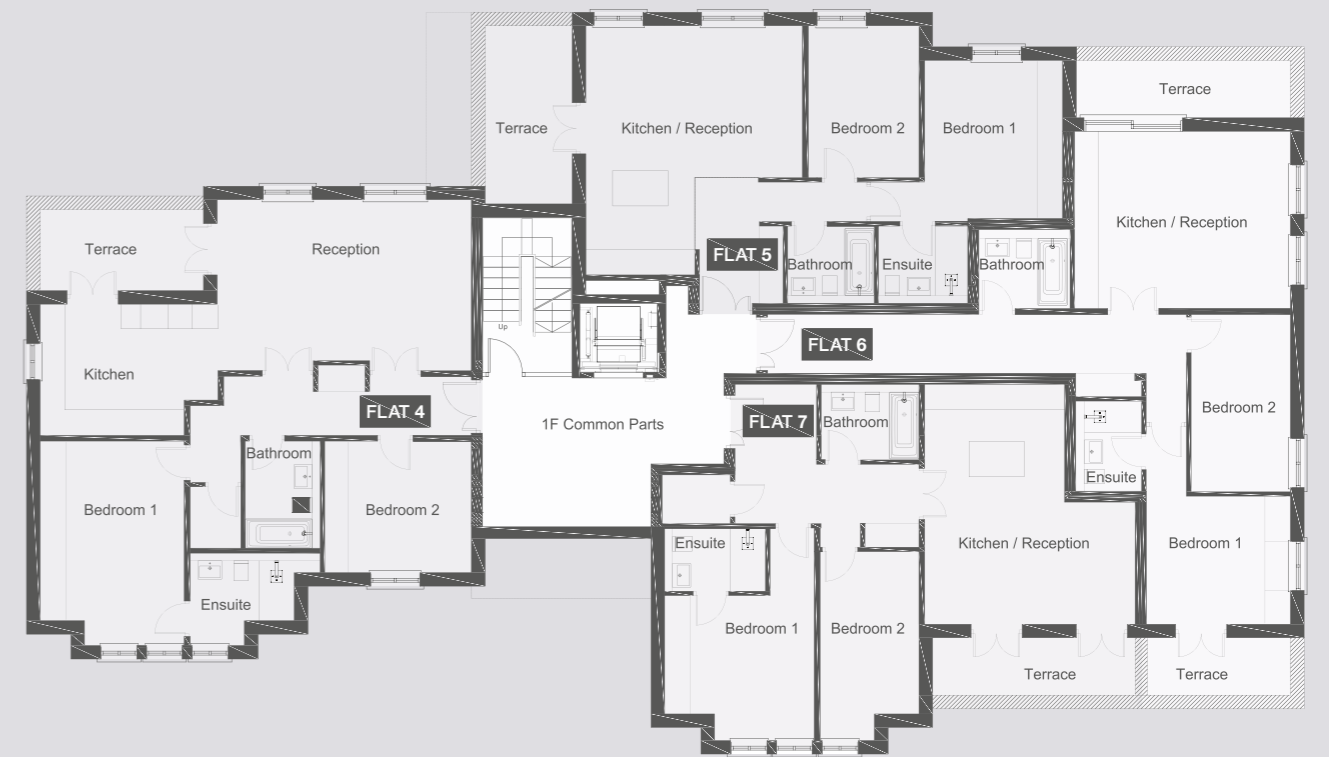 Terrace
Terrace
Kitchen / Reception
Bedroom 2
Bedroom 1
Kitchen / Reception
Terrace
Reception
FLAT 5
Bathroom
Ensuite
Bathroom
Up
FLAT 6
Kitchen
FLAT 4
1F Common Parts
FLAT 7
Bathroom
Bedroom 2
Bathroom
Ensuite
Bedroom 1
Bedroom 2
Ensuite
Kitchen / Reception
Bedroom 1
Ensuite
Bedroom 1
Bedroom 2
Terrace
Terrace